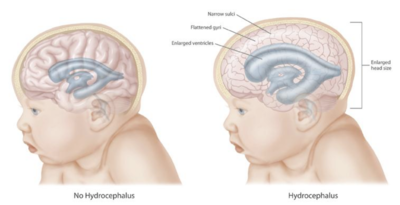 Narrow sulci
Flattened gyri
Enlarged ventricles
Enlarged
head size
No Hydrocephalus
Hydrocephalus